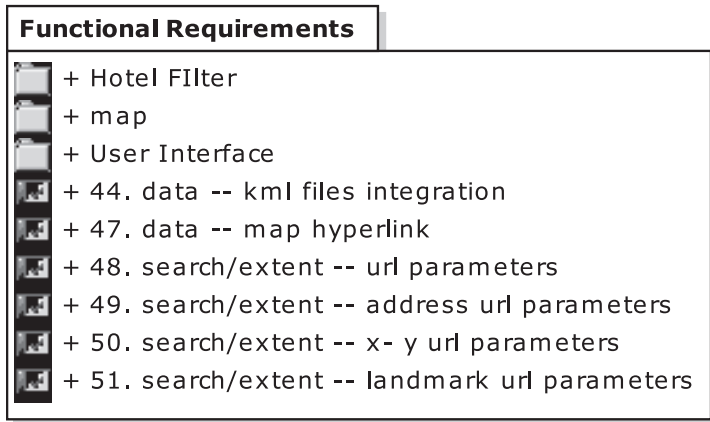 Functional Requirements
+ Hotel FIlter
+ map
+ User Interface
+ 44. data -- kml files integration
+ 47. data -- map hyperlink
+ 48. search/extent -- url parameters
+ 49. search/extent -- address url parameters
+ 50. search/extent -- x- y url parameters
+ 51. search/extent -- landmark url parameters